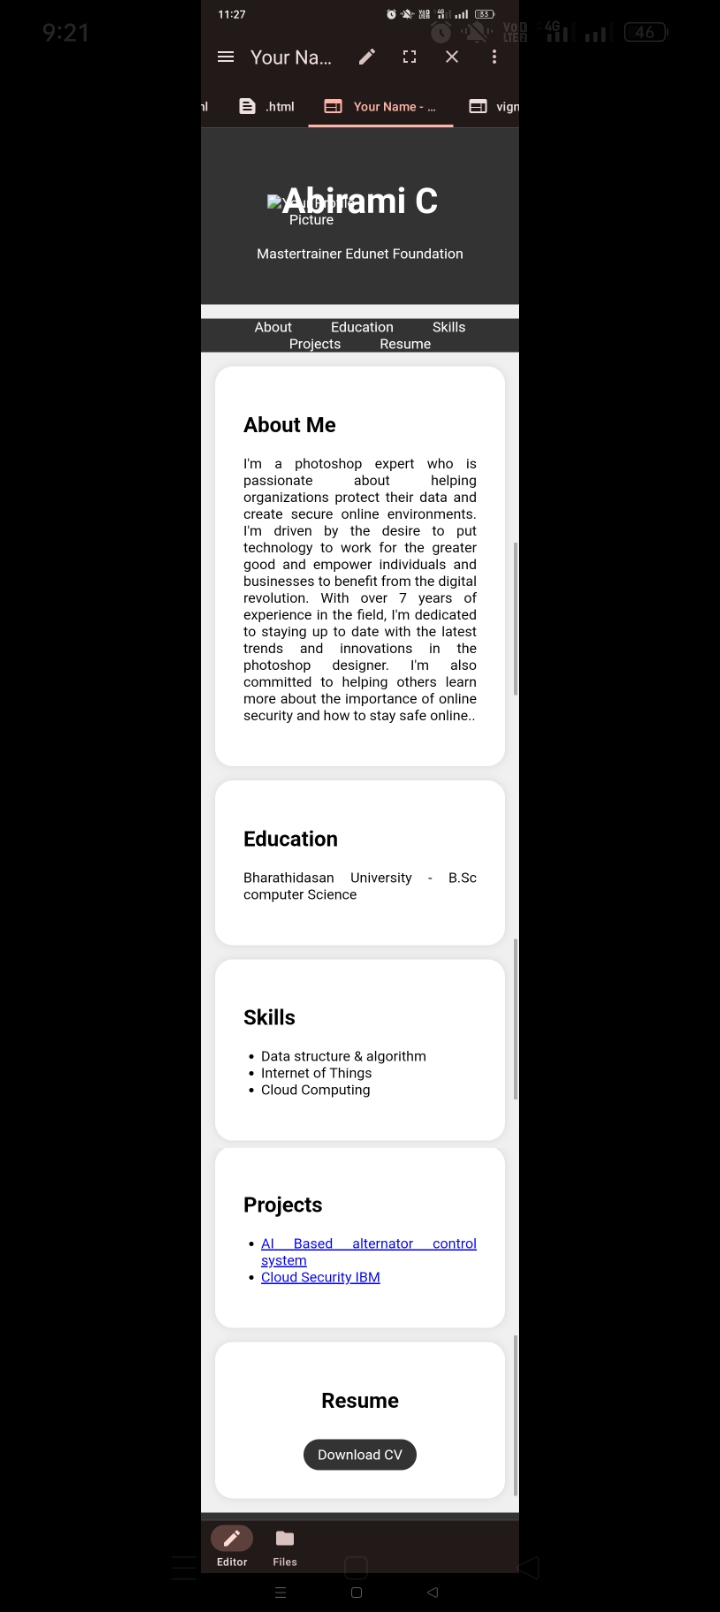 9:21
46
11:27
33
Your Na...
.html
Your Name - ...
vign
Abirami C
Picture
Mastertrainer Edunet Foundation
About Education Skills
Projects Resume
About Me
I'm a photoshop expert who is
passionate about helping
organizations protect their data and
create secure online environments.
I'm driven by the desire to put
technology to work for the greater
good and empower individuals and
businesses to benefit from the digital
revolution. With over 7 years of
experience in the field, I'm dedicated
to staying up to date with the latest
trends and innovations in the
photoshop designer. I'm also
committed to helping others learn
more about the importance of online
security and how to stay safe online..
Education
Bharathidasan University - B.Sc
computer Science
Skills
• Data structure & algorithm
• Internet of Things
• Cloud Computing
Projects
• AI Based alternator control
system
• Cloud Security IBM
Resume
Download CV
Editor Files